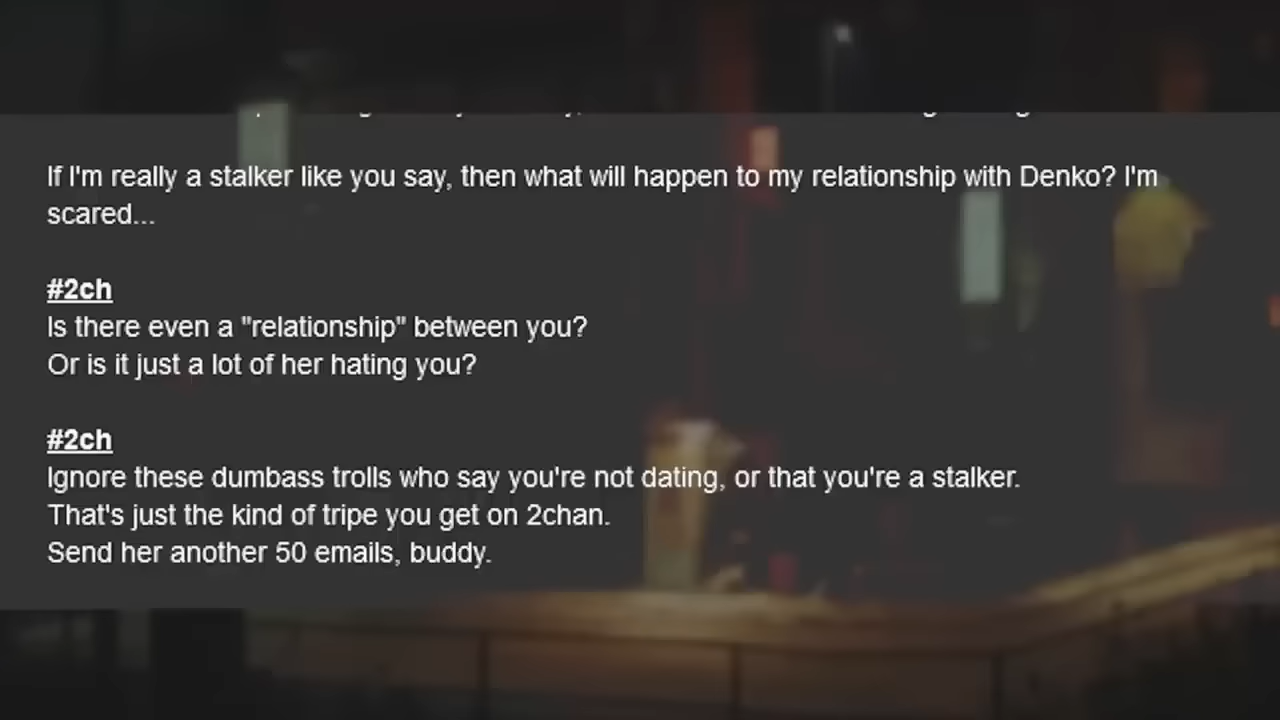 If I'm really a stalker like you say, then what will happen to my relationship with Denko? I'm
scared...
#2ch
Is there even a "relationship" between you?
Or is it just a lot of her hating you?
#2ch
Ignore these dumbass trolls who say you're not dating, or that you're a stalker.
That's just the kind of tripe you get on 2chan.
Send her another 50 emails, buddy.